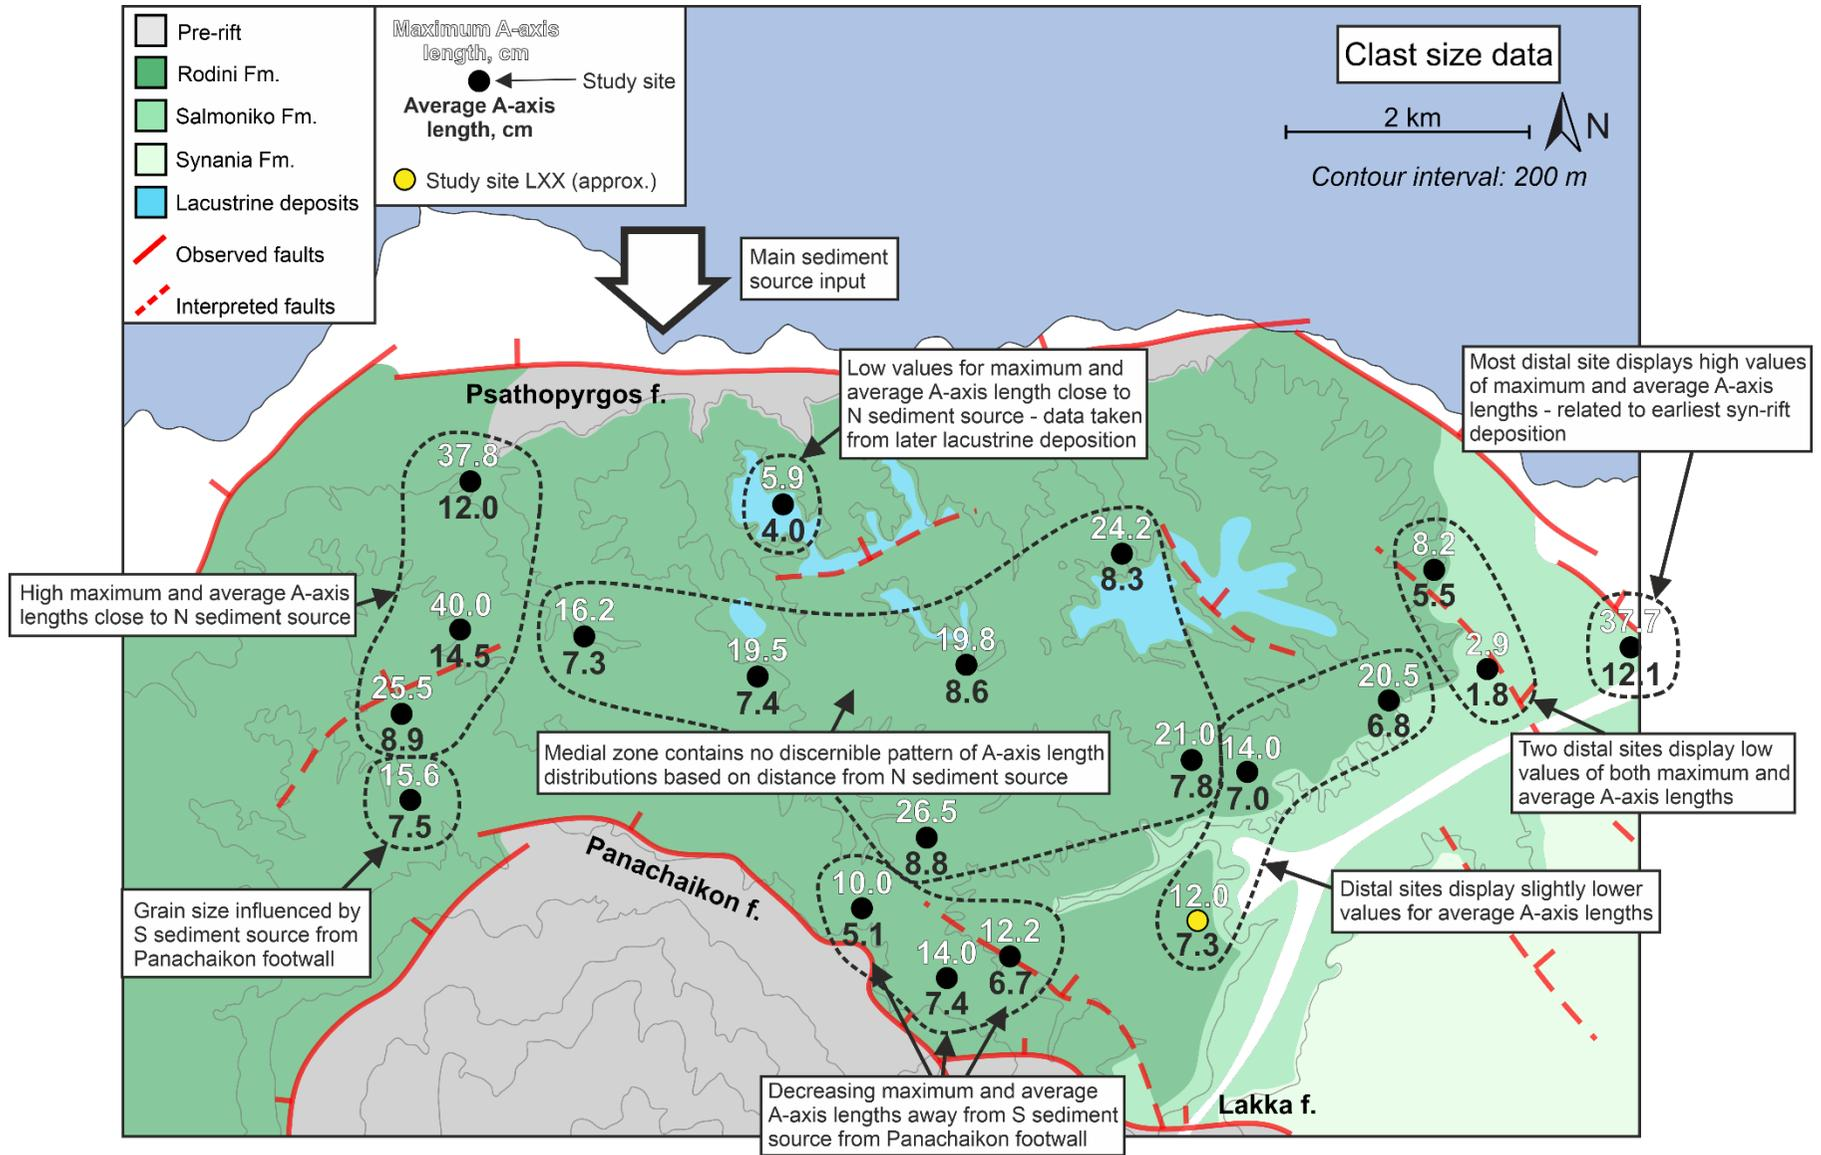 Pre-rift
Rodini Fm.
Salmoniko Fm.
Synania Fm.
Lacustrine deposits
Observed faults
Interpreted faults
Maximum A-axis
length, cm
Study site
Average A-axis
length, cm
Study site LXX (approx.)
Clast size data
2 km
N
Contour interval: 200 m
Main sediment
source input
Low values for maximum and
average A-axis length close to
N sediment source - data taken
from later lacustrine deposition
Most distal site displays high values
of maximum and average A-axis
lengths - related to earliest syn-rift
deposition
Psathopyrgos f.
37.8
12.0
5.9
4.0
24.2
8.3
8.2
5.5
High maximum and average A-axis
lengths close to N sediment source
40.0
14.5
16.2
7.3
19.5
7.4
19.8
8.6
2.9
1.8
37.7
12.1
25.5
8.9
20.5
6.8
15.6
7.5
Medial zone contains no discernible pattern of A-axis length
distributions based on distance from N sediment source
21.0
7.8
14.0
7.0
Two distal sites display low
values of both maximum and
average A-axis lengths
26.5
8.8
Panachaikon f.
10.0
5.1
14.0
7.4
12.2
6.7
12.0
7.3
Distal sites display slightly lower
values for average A-axis lengths
Grain size influenced by
S sediment source from
Panachaikon footwall
Decreasing maximum and average
A-axis lengths away from S sediment
source from Panachaikon footwall
Lakka f.